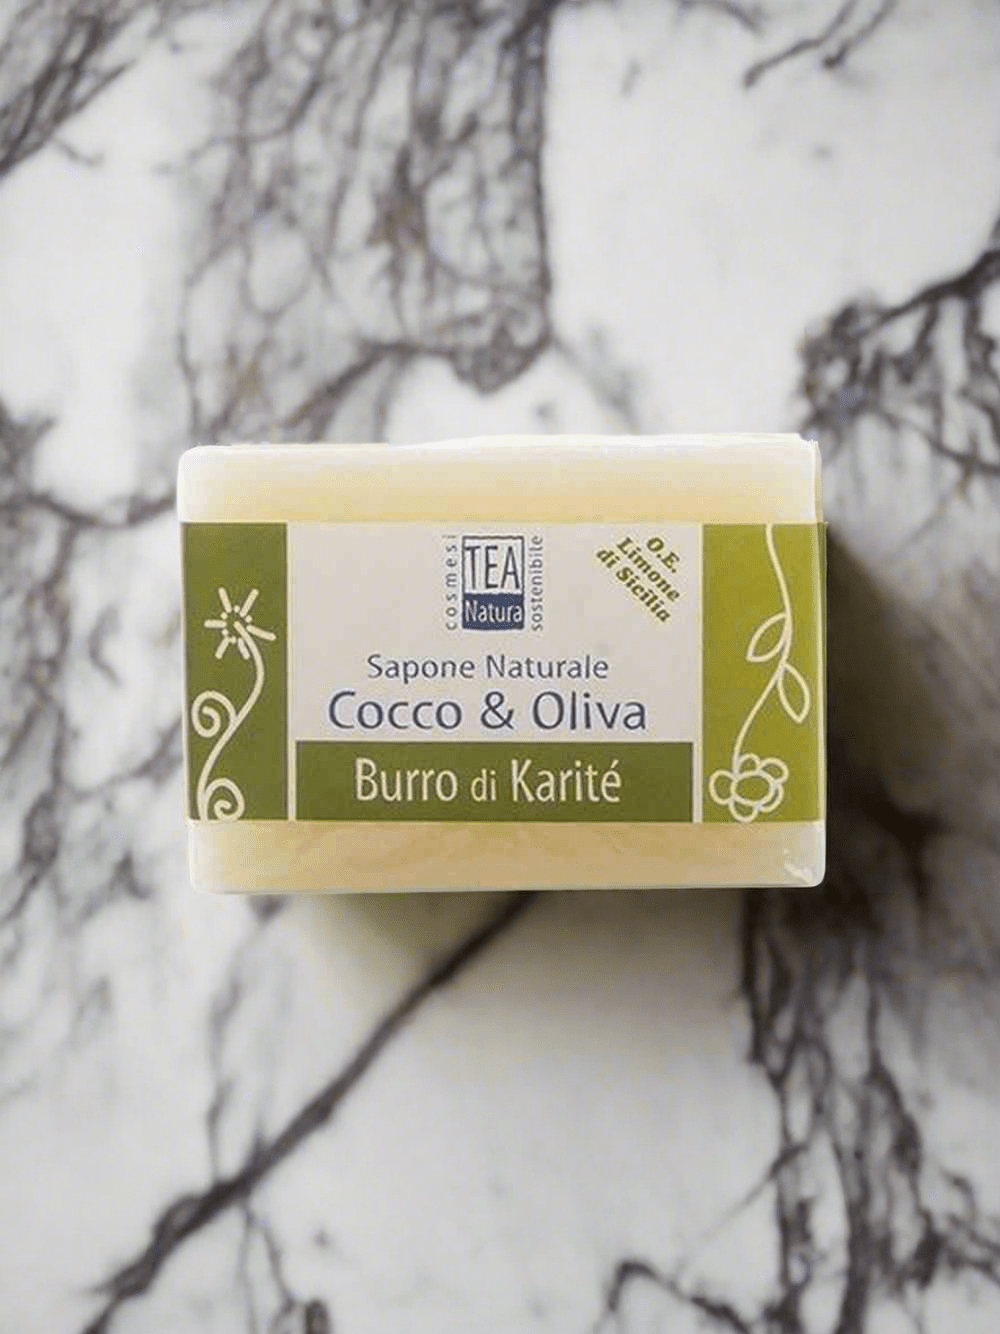 cosmesi
TEA
Natura
sostenibile
O.E.
Limone
di Sicilia
Sapone Naturale
Cocco & Oliva
Burro di Karité